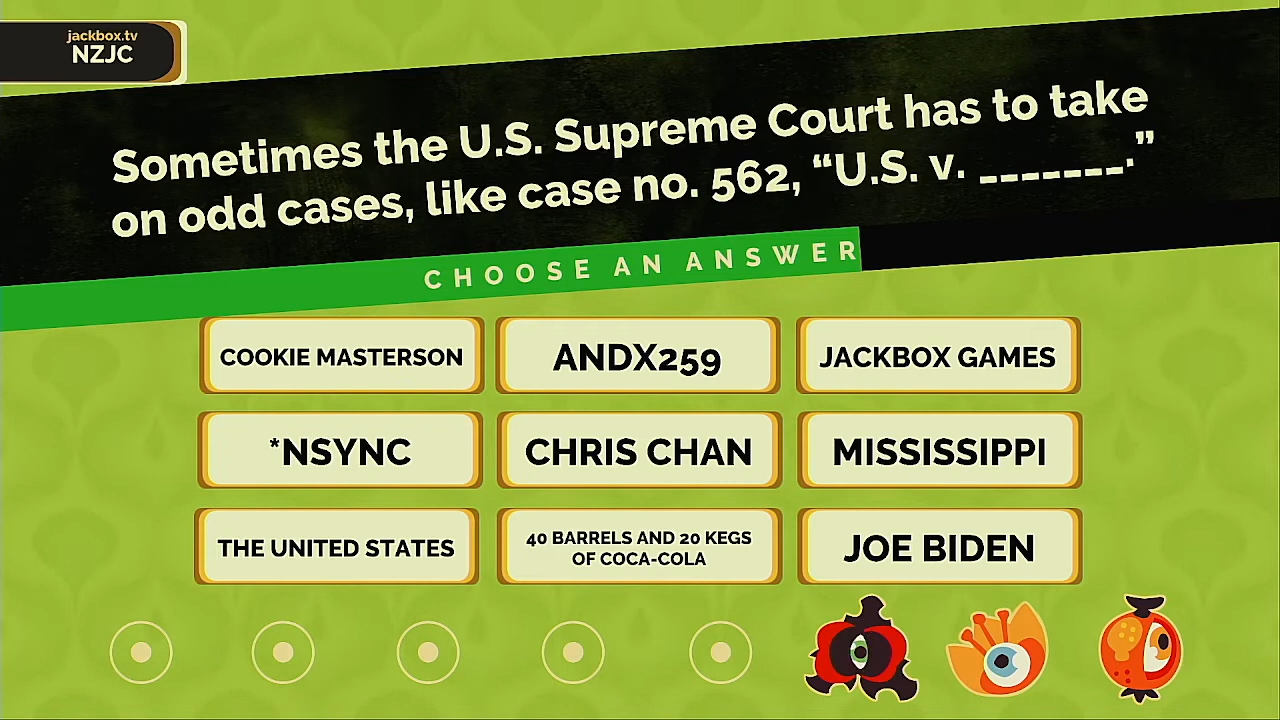 jackbox.tv
NZJC
Sometimes the U.S. Supreme Court has to take
on odd cases, like case no. 562, “U.S. v. _______.”
CHOOSE AN ANSWER
COOKIE MASTERSON
ANDX259
JACKBOX GAMES
*NSYNC
CHRIS CHAN
MISSISSIPPI
THE UNITED STATES
40 BARRELS AND 20 KEGS
OF COCA-COLA
JOE BIDEN